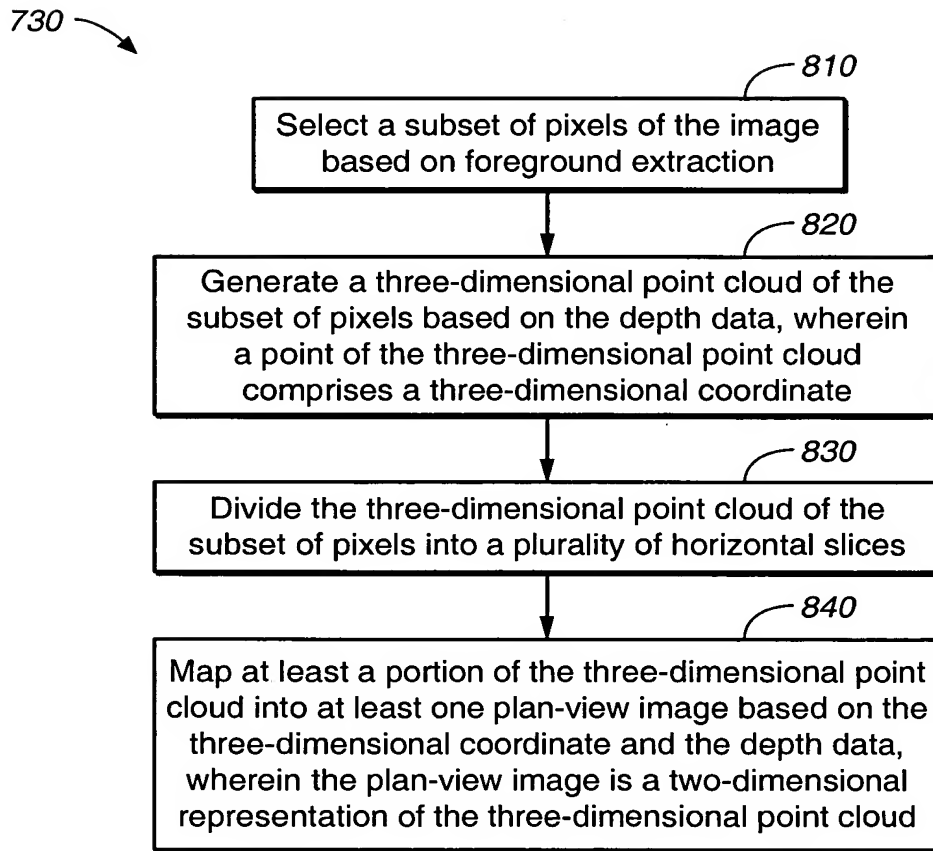 730
810
Select a subset of pixels of the image
based on foreground extraction
820
Generate a three-dimensional point cloud of the
subset of pixels based on the depth data, wherein
a point of the three-dimensional point cloud
comprises a three-dimensional coordinate
830
Divide the three-dimensional point cloud of the
subset of pixels into a plurality of horizontal slices
840
Map at least a portion of the three-dimensional point
cloud into at least one plan-view image based on the
three-dimensional coordinate and the depth data,
wherein the plan-view image is a two-dimensional
representation of the three-dimensional point cloud